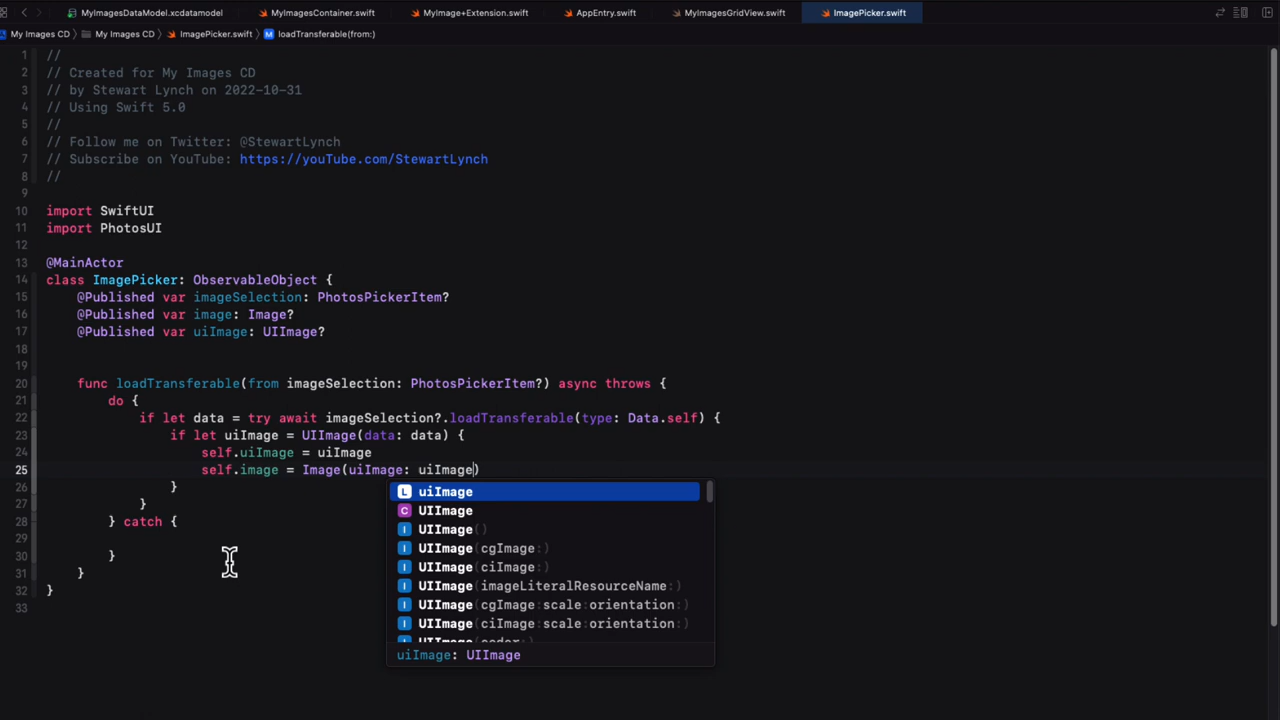 MyImagesDataModel.xcdatamodel MyImagesContainer.swift MyImage+Extension.swift AppEntry.swift MyImagesGridView.swift ImagePicker.swift
My Images CD My Images CD ImagePicker.swift M loadTransferable(from:)
1 //
2 // Created for My Images CD
3 // by Stewart Lynch on 2022-10-31
4 // Using Swift 5.0
5 //
6 // Follow me on Twitter: @StewartLynch
7 // Subscribe on YouTube: https://youTube.com/StewartLynch
8 //
9
10 import SwiftUI
11 import PhotosUI
12
13 @MainActor
14 class ImagePicker: ObservableObject {
15 @Published var imageSelection: PhotosPickerItem?
16 @Published var image: Image?
17 @Published var uiImage: UIImage?
18
19
20 func loadTransferable(from imageSelection: PhotosPickerItem?) async throws {
21 do {
22 if let data = try await imageSelection?.loadTransferable(type: Data.self) {
23 if let uiImage = UIImage(data: data) {
24 self.uiImage = uiImage
25 self.image = Image(uiImage: uiImage)
26 }
27 }
28 } catch {
29
30 }
31 }
32 }
33
L uiImage
C UIImage
I UIImage()
I UIImage(cgImage:)
I UIImage(ciImage:)
I UIImage(imageLiteralResourceName:)
I UIImage(cgImage:scale:orientation:)
I UIImage(ciImage:scale:orientation:)
I UIImage(coder:)
uiImage: UIImage